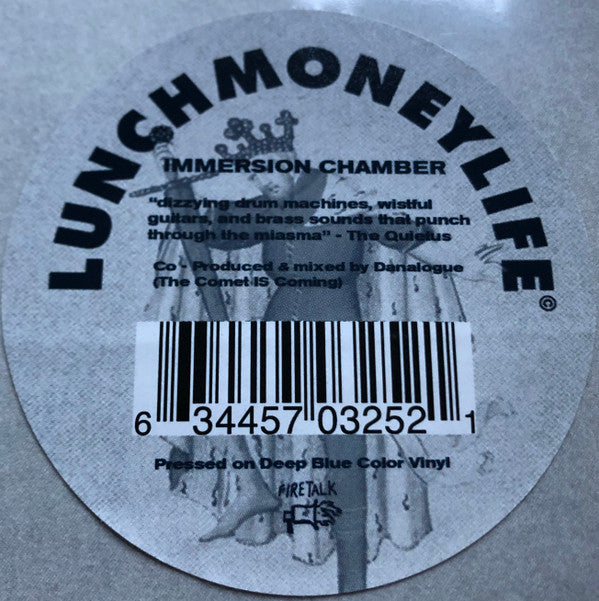 LUNCHMONEYLIFE©
IMMERSION CHAMBER
"dizzying drum machines, wistful
guitars, and brass sounds that punch
through the miasma" - The Quietus
Co - Produced & mixed by Danalogue
(The Comet IS Coming)
6 34457 03252 1
Pressed on Deep Blue Color Vinyl
FIRETALK